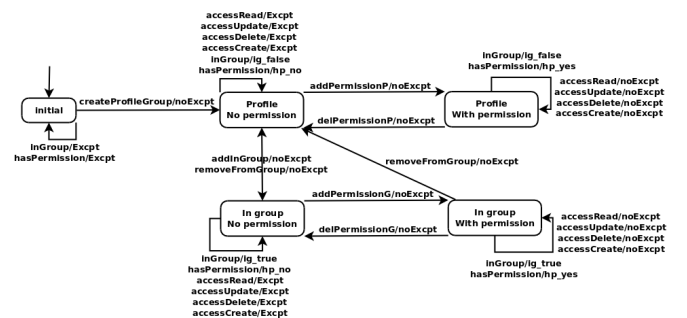 accessRead/Excpt
accessUpdate/Excpt
accessDelete/Excpt
accessCreate/Excpt
inGroup/ig_false
hasPermission/hp_no
inGroup/ig_false
hasPermission/hp_yes
accessRead/noExcpt
accessUpdate/noExcpt
accessDelete/noExcpt
accessCreate/noExcpt
addPermissionP/noExcpt
initial
createProfileGroup/noExcpt
Profile
No permission
Profile
With permission
delPermissionP/noExcpt
inGroup/Excpt
hasPermission/Excpt
addInGroup/noExcpt
removeFromGroup/noExcpt
removeFromGroup/noExcpt
addPermissionG/noExcpt
In group
No permission
In group
With permission
delPermissionG/noExcpt
accessRead/noExcpt
accessUpdate/noExcpt
accessDelete/noExcpt
accessCreate/noExcpt
inGroup/ig_true
hasPermission/hp_no
accessRead/Excpt
accessUpdate/Excpt
accessDelete/Excpt
accessCreate/Excpt
inGroup/ig_true
hasPermission/hp_yes